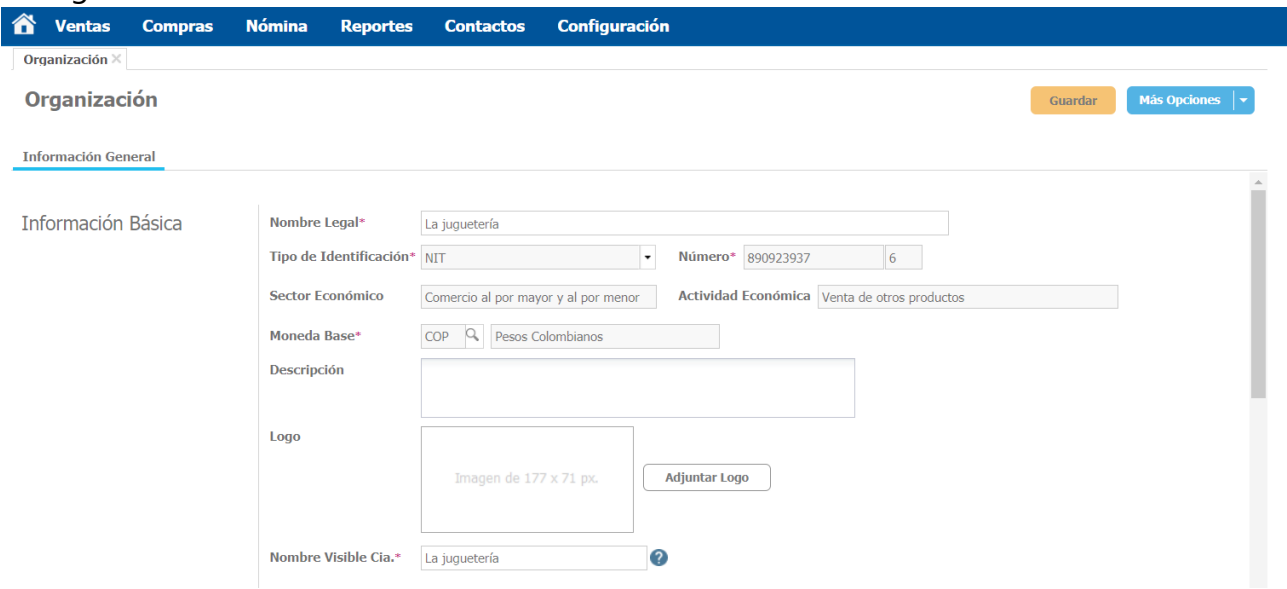 Ventas Compras Nómina Reportes Contactos Configuración
Organización
Organización Guardar Más Opciones
Información General
Información Básica Nombre Legal* La juguetería
Tipo de Identificación* NIT Número* 890923937 6
Sector Económico Comercio al por mayor y al por menor Actividad Económica Venta de otros productos
Moneda Base* COP Pesos Colombianos
Descripción
Logo
Imagen de 177 x 71 px. Adjuntar Logo
Nombre Visible Cia.* La juguetería ?